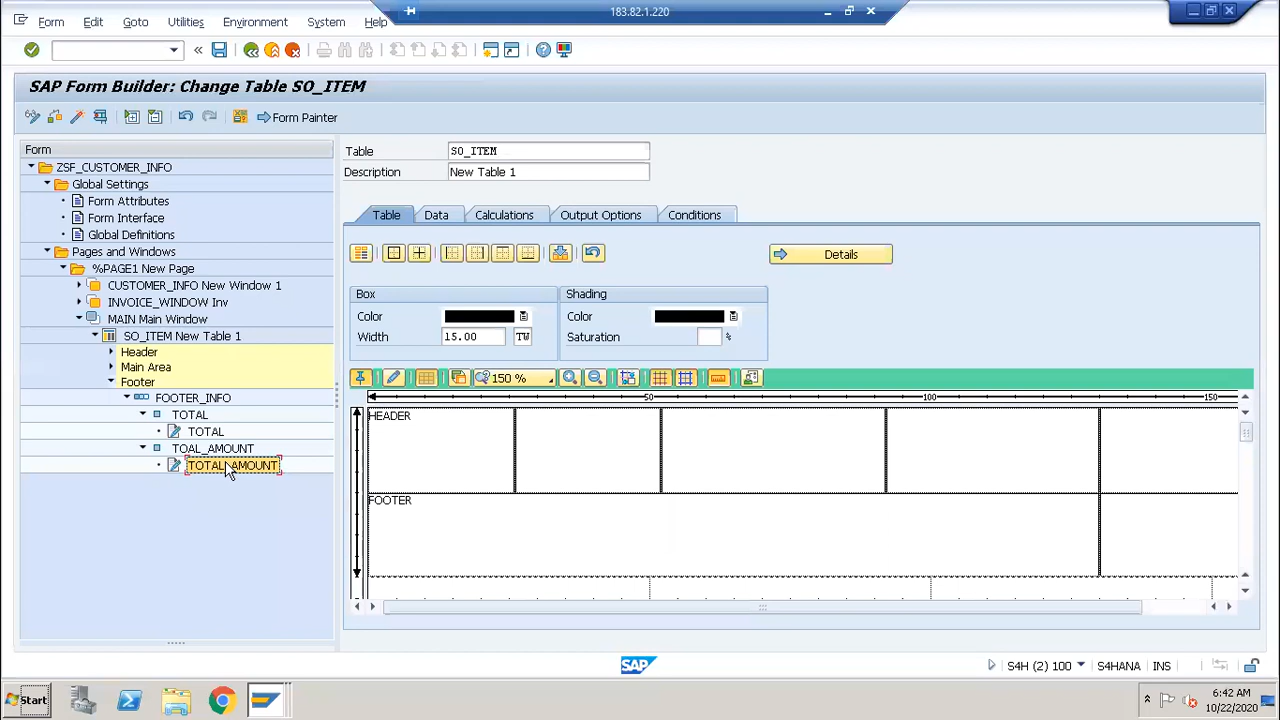 183.82.1.220
Form Edit Goto Utilities Environment System Help
SAP Form Builder: Change Table SO_ITEM
Form Painter
Form
ZSF_CUSTOMER_INFO
Global Settings
Form Attributes
Form Interface
Global Definitions
Pages and Windows
%PAGE1 New Page
CUSTOMER_INFO New Window 1
INVOICE_WINDOW Inv
MAIN Main Window
SO_ITEM New Table 1
Header
Main Area
Footer
FOOTER_INFO
TOTAL
TOTAL
TOAL_AMOUNT
TOTAL_AMOUNT
Table SO_ITEM
Description New Table 1
Table Data Calculations Output Options Conditions
Details
Box Shading
Color Color
Width 15.00 TW Saturation %
150 %
50 100 150
HEADER
FOOTER
SAP S4H (2) 100 S4HANA INS
Start
6:42 AM
10/22/2020